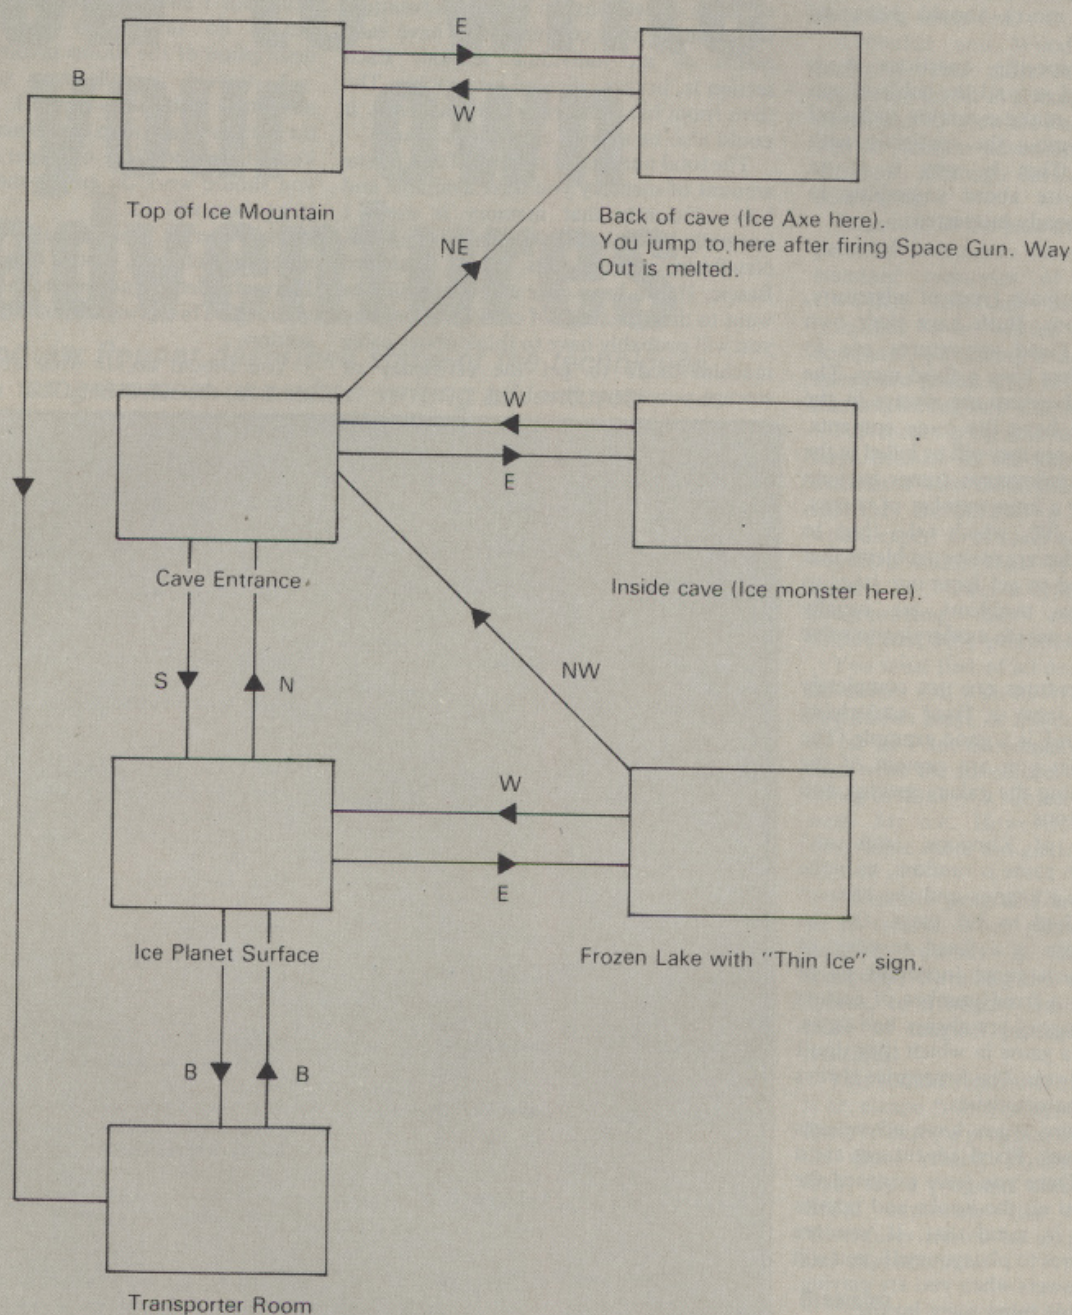 E
B
W
Top of Ice Mountain
Back of cave (Ice Axe here).
You jump to here after firing Space Gun. Way
Out is melted.
NE
W
E
Cave Entrance
Inside cave (Ice monster here).
NW
S
N
W
E
Ice Planet Surface
Frozen Lake with "Thin Ice" sign.
B
B
Transporter Room